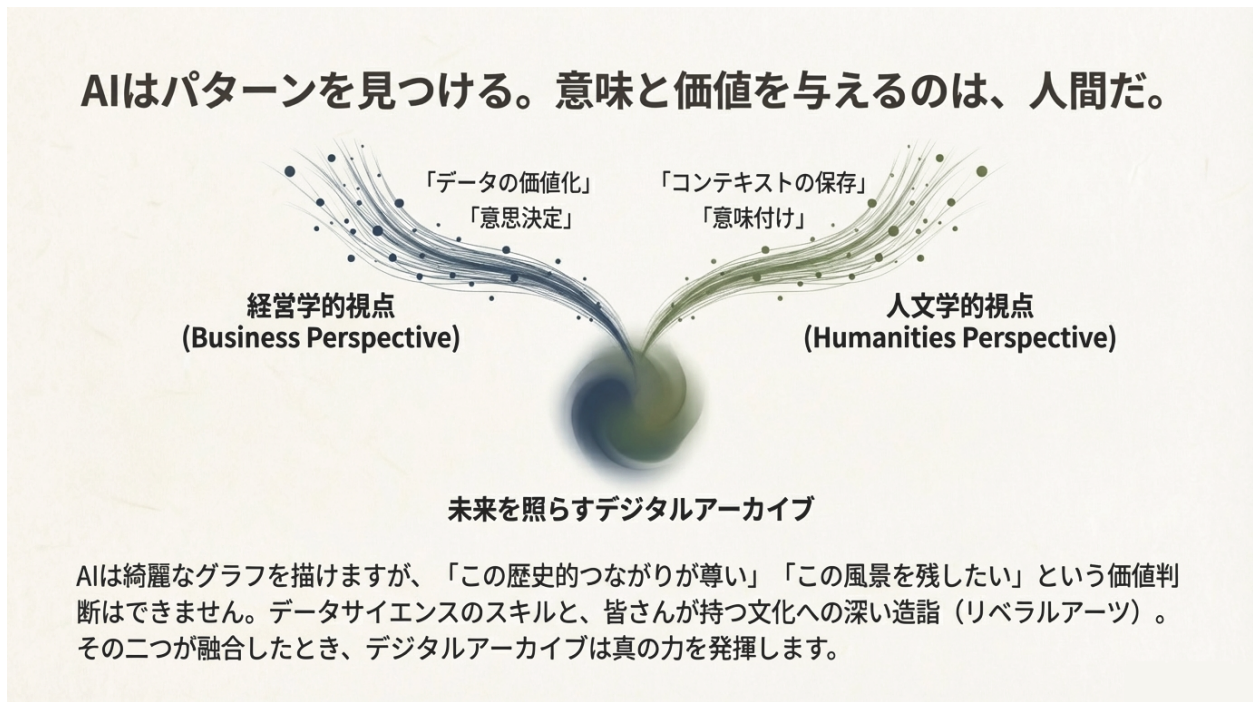 AIはパターンを見つける。意味と価値を与えるのは、人間だ。
「データの価値化」
「意思決定」
「コンテキストの保存」
「意味付け」
経営学的視点
(Business Perspective)
人文学的視点
(Humanities Perspective)
未来を照らすデジタルアーカイブ
AIは綺麗なグラフを描けますが、「この歴史的つながりが尊い」「この風景を残したい」という価値判
断はできません。データサイエンスのスキルと、皆さんが持つ文化への深い造詣（リベラルアーツ）。
その二つが融合したとき、デジタルアーカイブは真の力を発揮します。